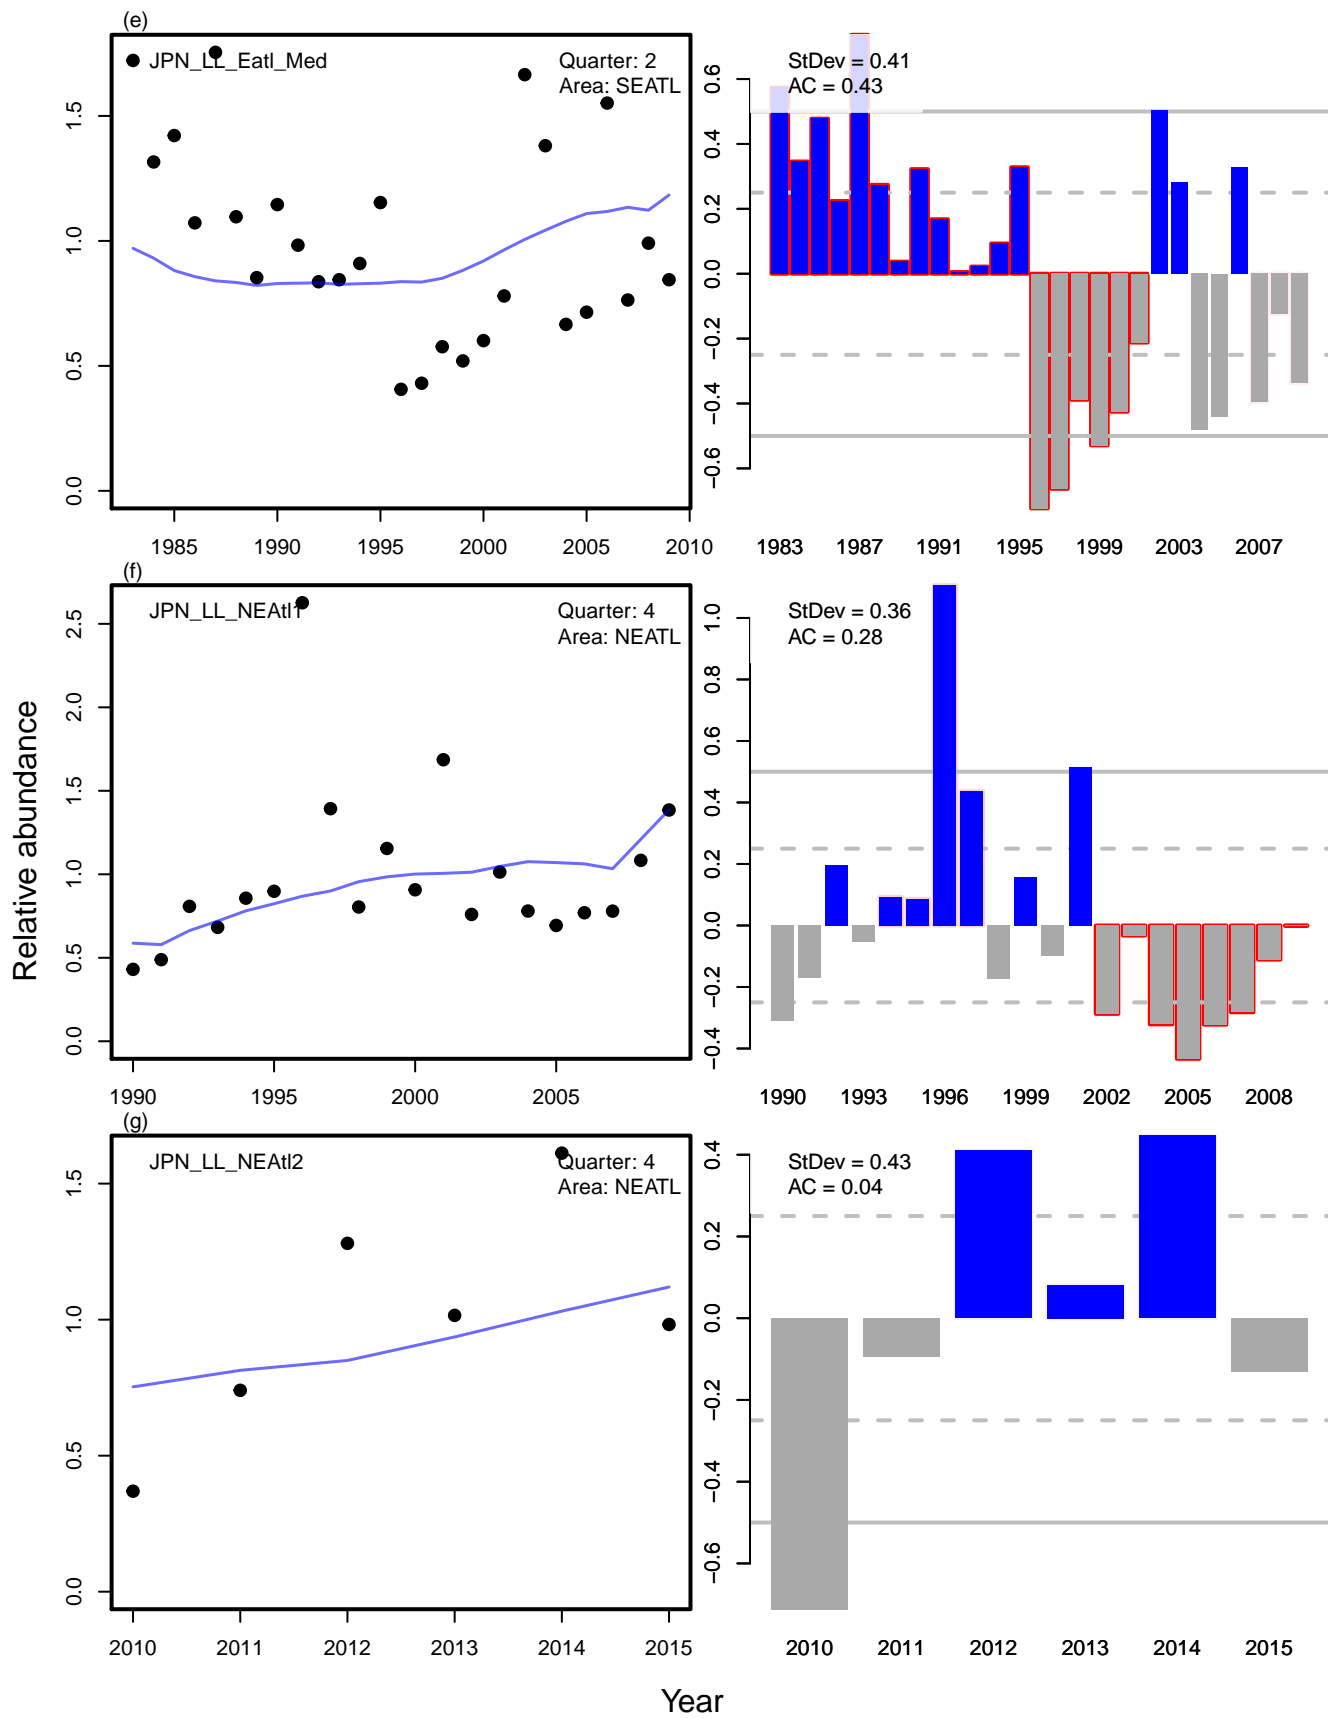 (e)
JPN_LL_Eatl_Med
Quarter: 2
Area: SEATL
0.0 0.5 1.0 1.5
1985 1990 1995 2000 2005 2010
StDev = 0.41
AC = 0.43
−0.6 −0.4 −0.2 0.0 0.2 0.4 0.6
1983 1987 1991 1995 1999 2003 2007
(f)
JPN_LL_NEAtl1
Quarter: 4
Area: NEATL
0.0 0.5 1.0 1.5 2.0 2.5
1990 1995 2000 2005
StDev = 0.36
AC = 0.28
−0.4 −0.2 0.0 0.2 0.4 0.6 0.8 1.0
1990 1993 1996 1999 2002 2005 2008
Relative abundance
(g)
JPN_LL_NEAtl2
Quarter: 4
Area: NEATL
0.0 0.5 1.0 1.5
2010 2011 2012 2013 2014 2015
StDev = 0.43
AC = 0.04
−0.6 −0.4 −0.2 0.0 0.2 0.4
2010 2011 2012 2013 2014 2015
Year